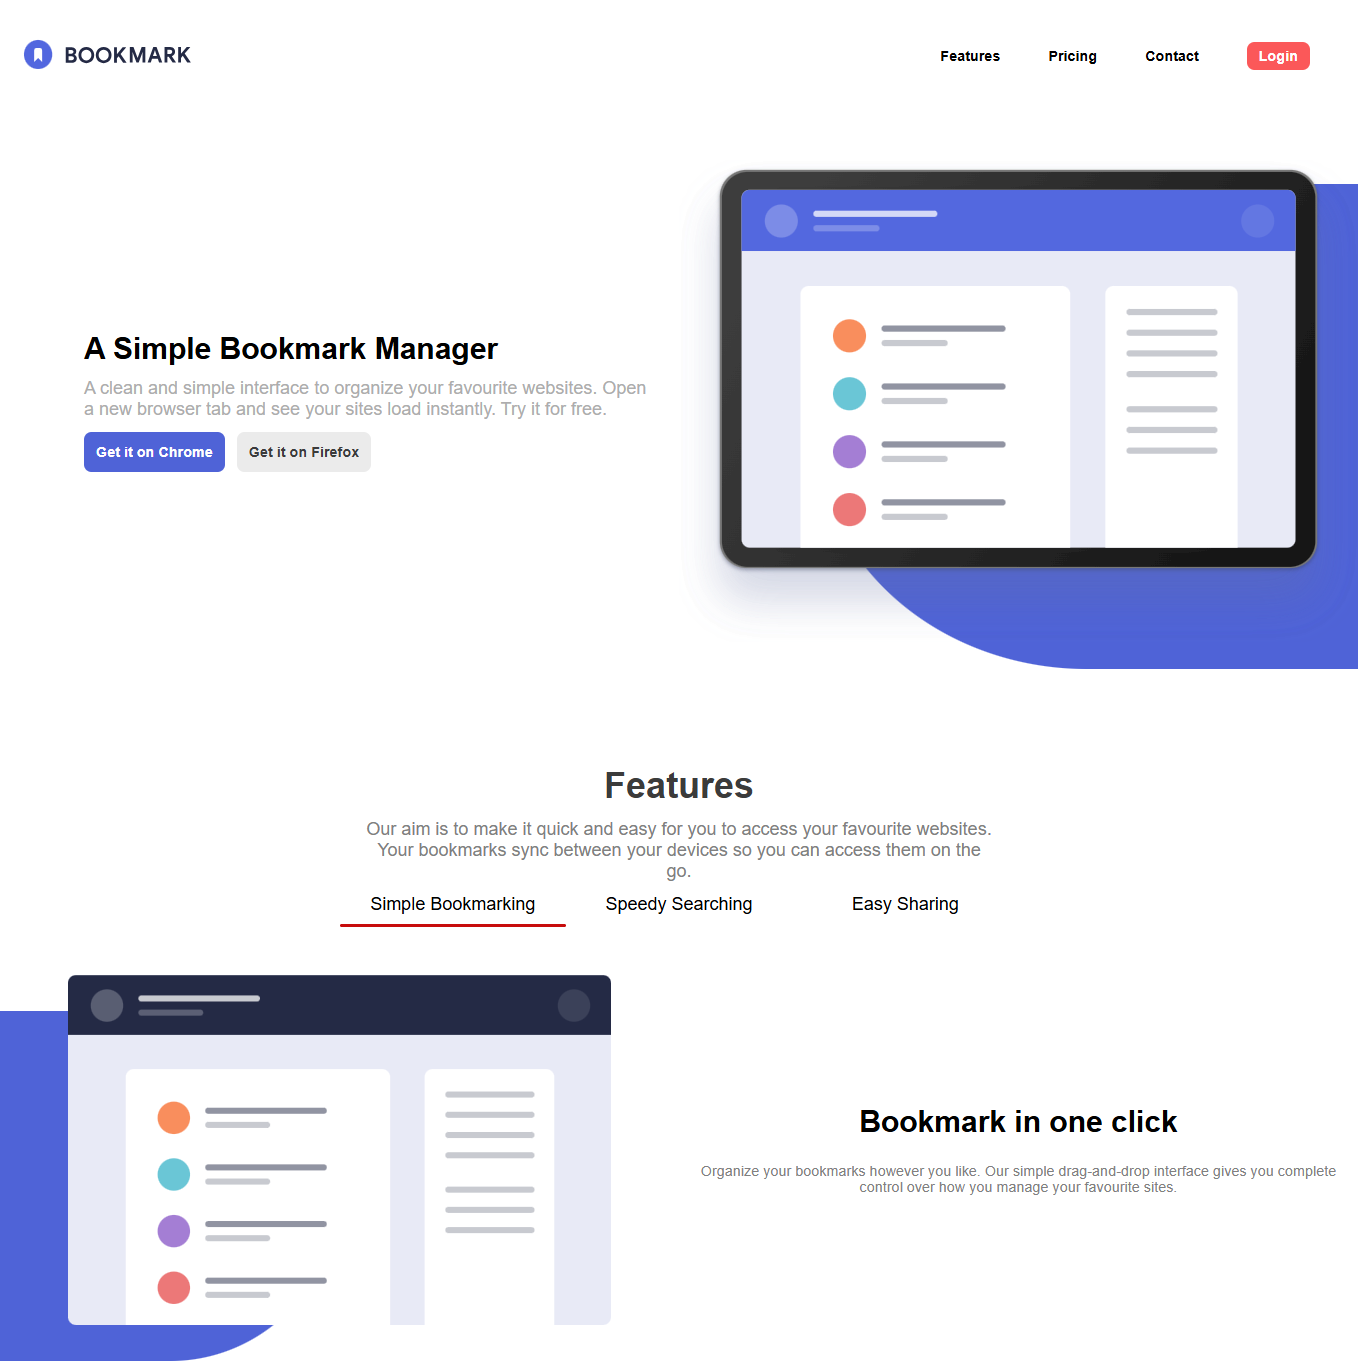 BOOKMARK
Features
Pricing
Contact
Login
A Simple Bookmark Manager
A clean and simple interface to organize your favourite websites. Open
a new browser tab and see your sites load instantly. Try it for free.
Get it on Chrome
Get it on Firefox
Features
Our aim is to make it quick and easy for you to access your favourite websites.
Your bookmarks sync between your devices so you can access them on the
go.
Simple Bookmarking
Speedy Searching
Easy Sharing
Bookmark in one click
Organize your bookmarks however you like. Our simple drag-and-drop interface gives you complete
control over how you manage your favourite sites.